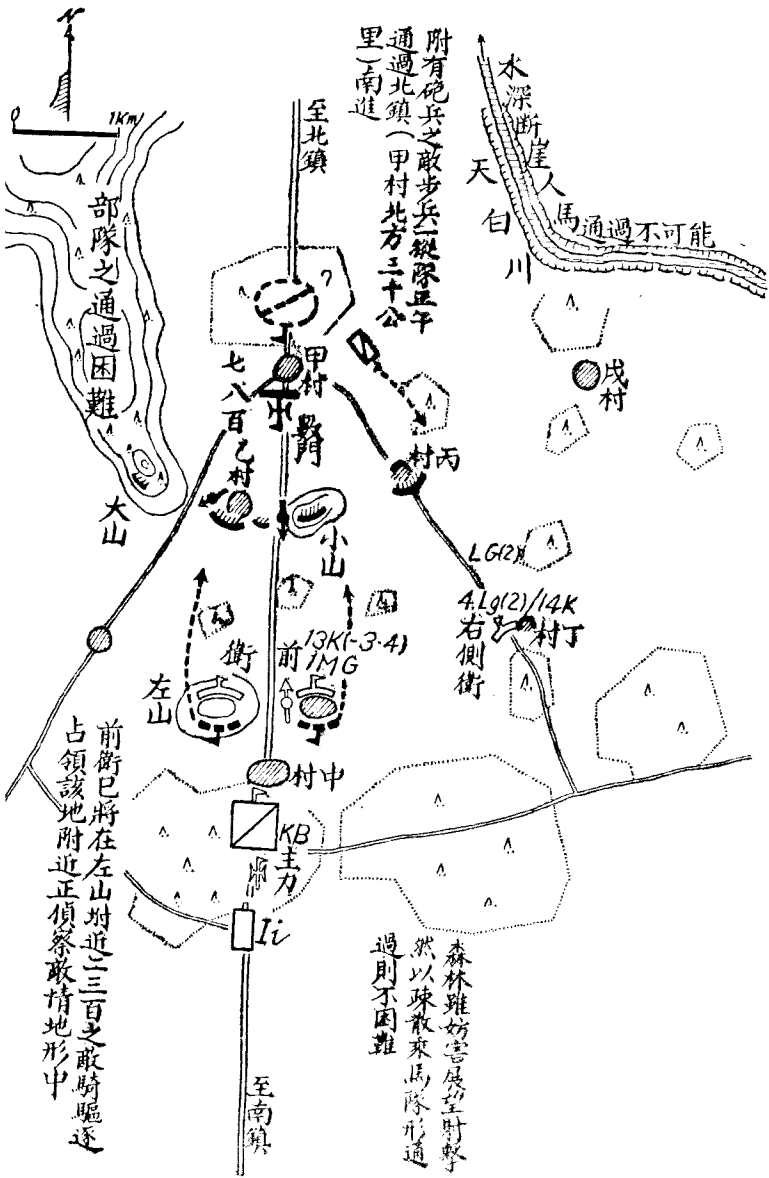 N
0 1Km
附有砲兵之敵步兵一縱隊正午
通過北鎮(甲村北方三十公
里)南進
至北鎮
水深断崖人馬通過不可能
天白川
部隊之通過困難
?
甲村
七八百
數門
乙村
丙村
戊村
大山
小山
LG(2)
4.Lg(2)/14K
右側衛
丁村
前衛
13K(-3-4)
1MG
左山
中村
KB
主力
Ii
前衛已將在左山附近二三百之敵騎驅逐
占領該地附近正偵察敵情地形中
森林雖妨害展望射擊
然以疎散乘馬隊形通
過則不困難
至南鎮